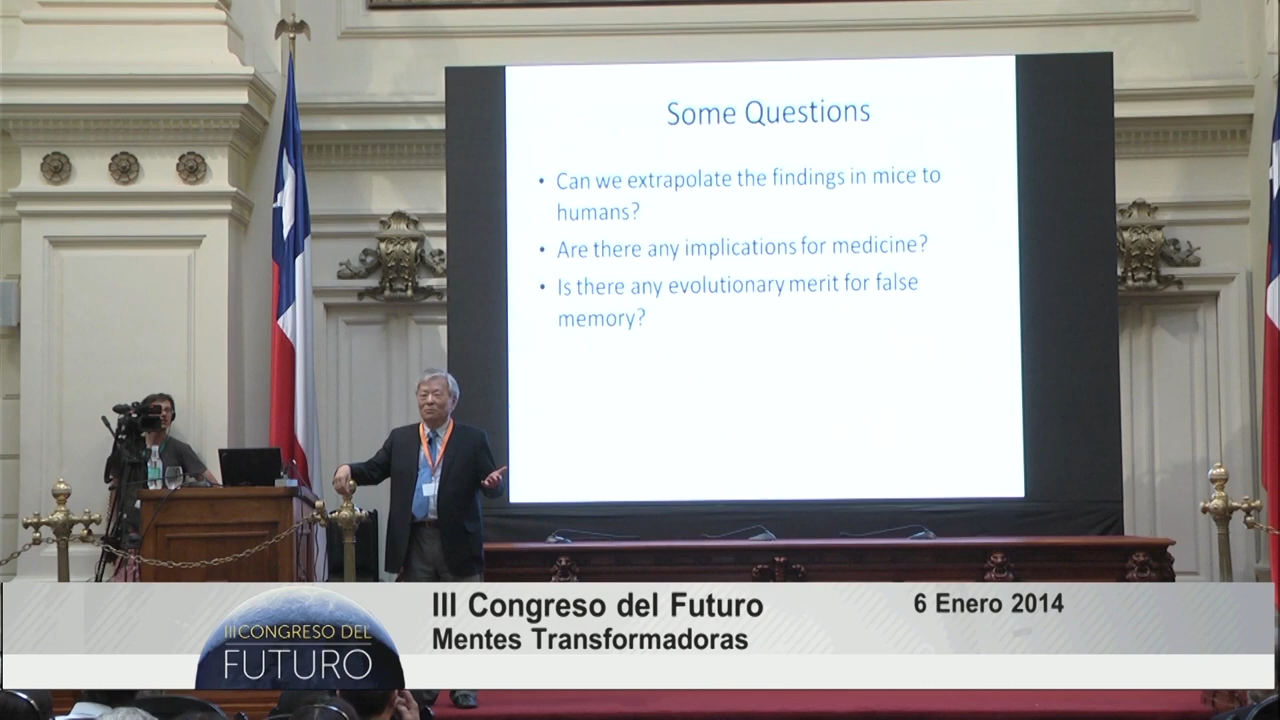 Some Questions
• Can we extrapolate the findings in mice to
humans?
• Are there any implications for medicine?
• Is there any evolutionary merit for false
memory?
III Congreso del Futuro
6 Enero 2014
Mentes Transformadoras
III CONGRESO DEL
FUTURO